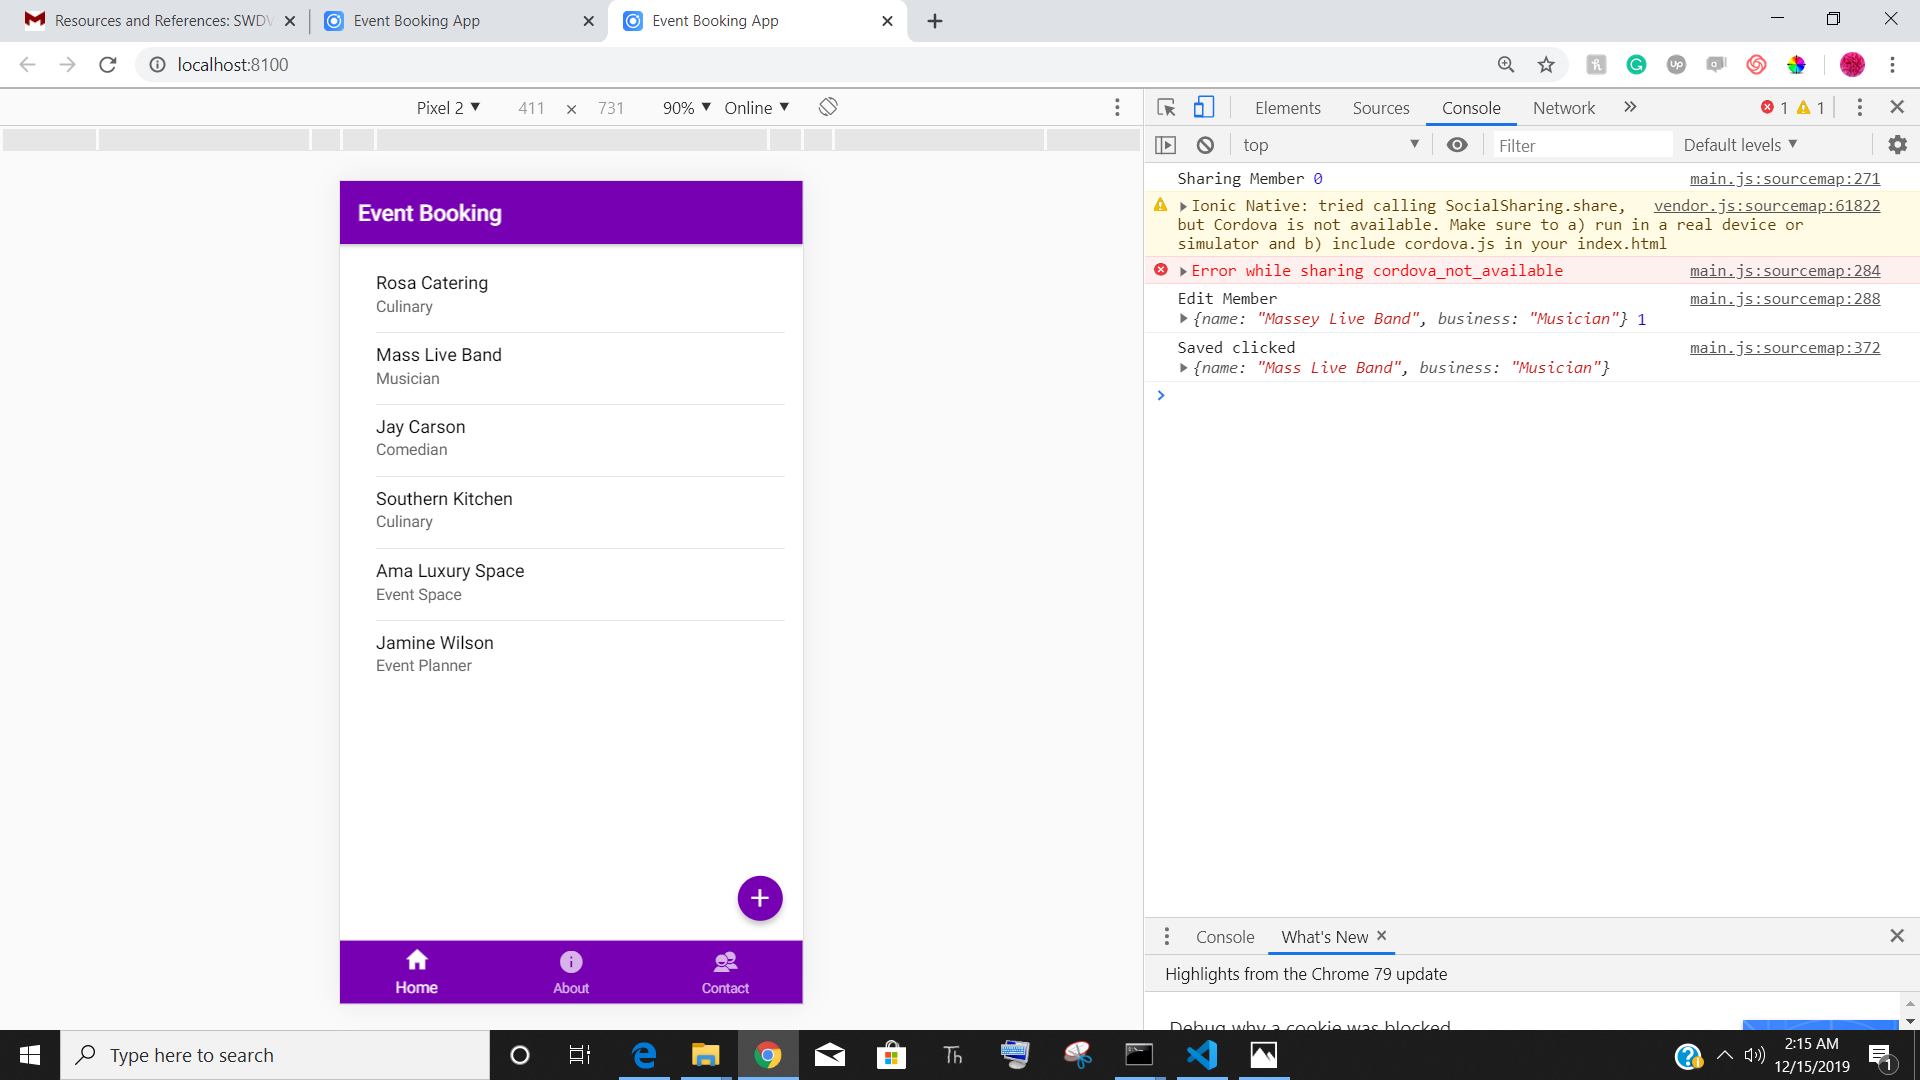 Resources and References: SWDV
Event Booking App
Event Booking App
localhost:8100
Pixel 2 411 x 731 90% Online
Elements Sources Console Network 1 1
top Filter Default levels
Event Booking
Rosa Catering
Culinary
Mass Live Band
Musician
Jay Carson
Comedian
Southern Kitchen
Culinary
Ama Luxury Space
Event Space
Jamine Wilson
Event Planner
Home About Contact
Sharing Member 0 main.js:sourcemap:271
Ionic Native: tried calling SocialSharing.share, vendor.js:sourcemap:61822
but Cordova is not available. Make sure to a) run in a real device or
simulator and b) include cordova.js in your index.html
Error while sharing cordova_not_available main.js:sourcemap:284
Edit Member main.js:sourcemap:288
{name: "Massey Live Band", business: "Musician"} 1
Saved clicked main.js:sourcemap:372
{name: "Mass Live Band", business: "Musician"}
Console What's New
Highlights from the Chrome 79 update
Debug why a cookie was blocked
Type here to search
Th
2:15 AM
12/15/2019
1